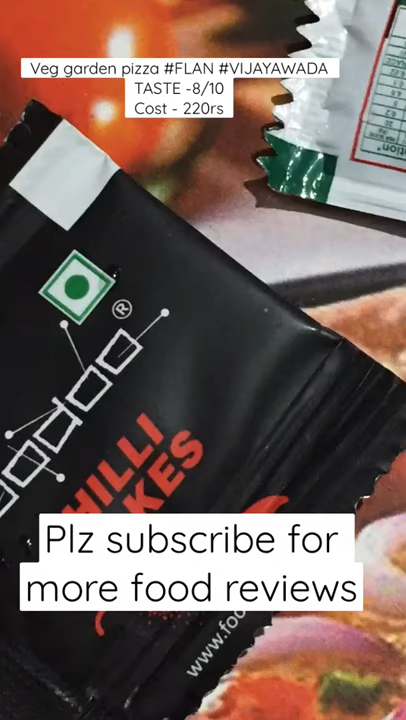 Veg garden pizza #FLAN #VIJAYAWADA
TASTE -8/10
Cost - 220rs
®
HILLI
KES
Plz subscribe for
more food reviews
www.foo